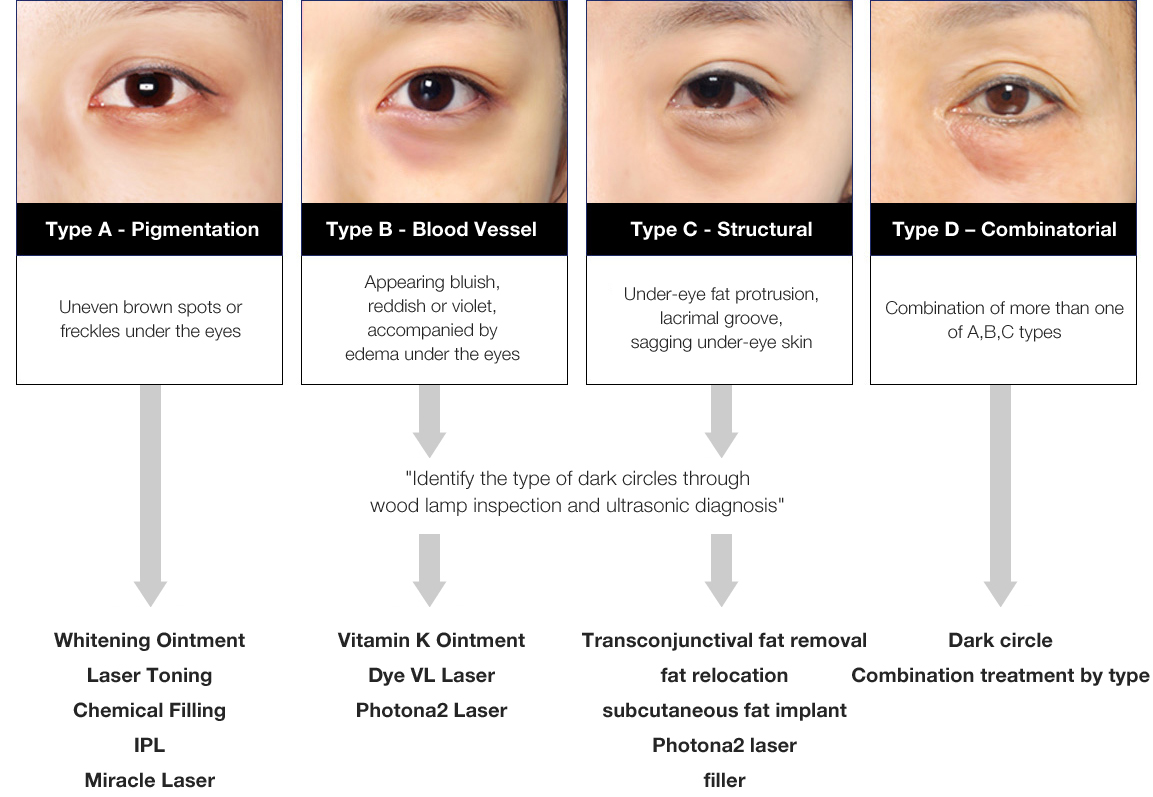 Type A - Pigmentation
Uneven brown spots or
freckles under the eyes
Type B - Blood Vessel
Appearing bluish,
reddish or violet,
accompanied by
edema under the eyes
Type C - Structural
Under-eye fat protrusion,
lacrimal groove,
sagging under-eye skin
Type D – Combinatorial
Combination of more than one
of A,B,C types
"Identify the type of dark circles through
wood lamp inspection and ultrasonic diagnosis"
Whitening Ointment
Laser Toning
Chemical Filling
IPL
Miracle Laser
Vitamin K Ointment
Dye VL Laser
Photona2 Laser
Transconjunctival fat removal
fat relocation
subcutaneous fat implant
Photona2 laser
filler
Dark circle
Combination treatment by type